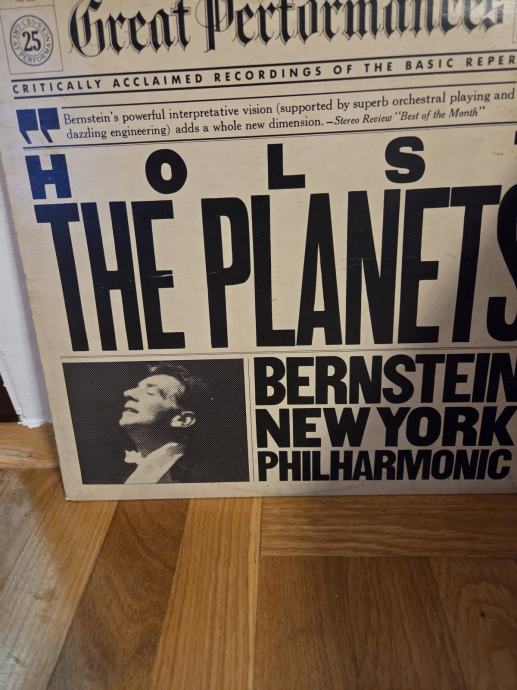 Great Performances
25
CRITICALLY ACCLAIMED RECORDINGS OF THE BASIC REPER
Bernstein's powerful interpretative vision (supported by superb orchestral playing and
dazzling engineering) adds a whole new dimension. —Stereo Review "Best of the Month"
HOLS
THE PLANETS
BERNSTEIN
NEW YORK
PHILHARMONIC